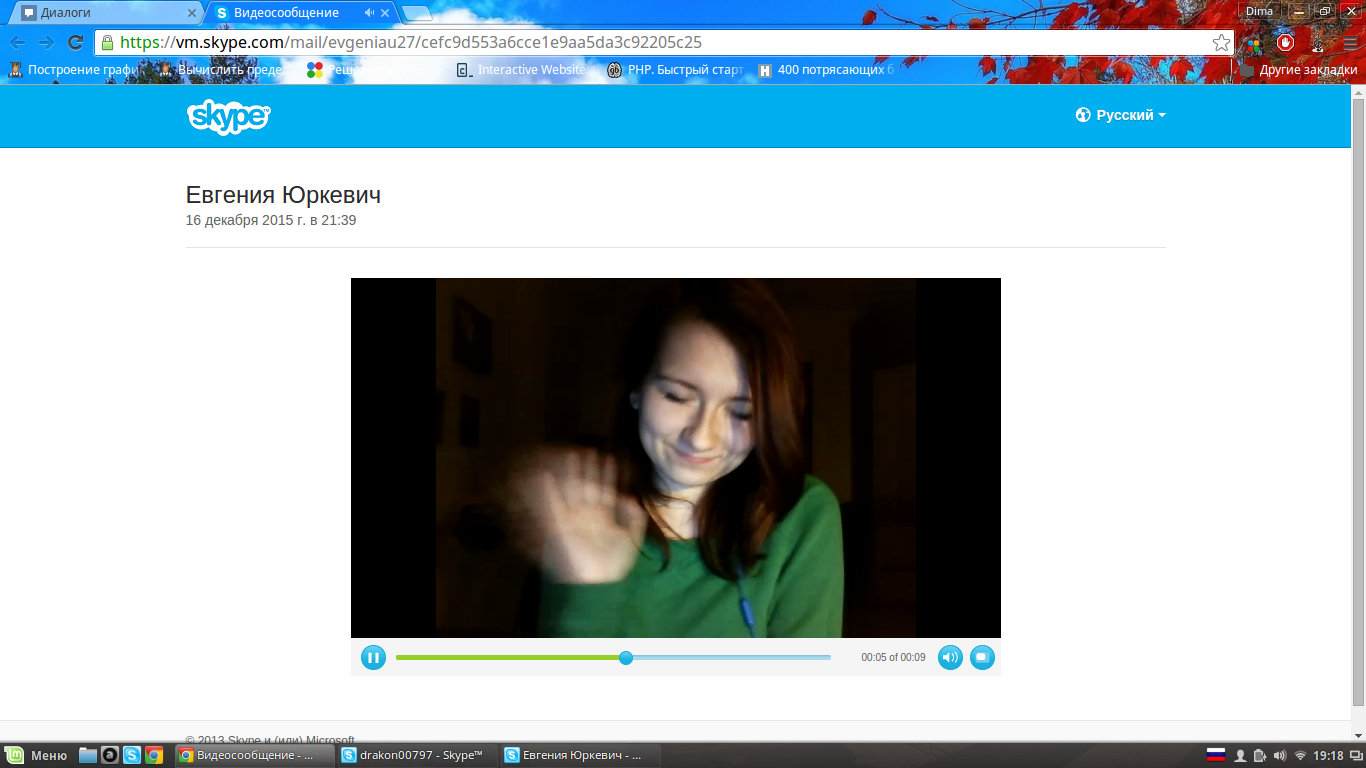 Диалоги
Видеосообщение
Dima
https://vm.skype.com/mail/evgeniau27/cefc9d553a6cce1e9aa5da3c92205c25
Построение графи
Вычислить преде
Interactive Website
PHP. Быстрый старт
400 потрясающих б
Другие закладки
skype™
Русский
Евгения Юркевич
16 декабря 2015 г. в 21:39
00:05 of 00:09
© 2013 Skype и (или) Microsoft
Меню
Видеосообщение - ...
drakon00797 - Skype™
Евгения Юркевич - ...
19:18